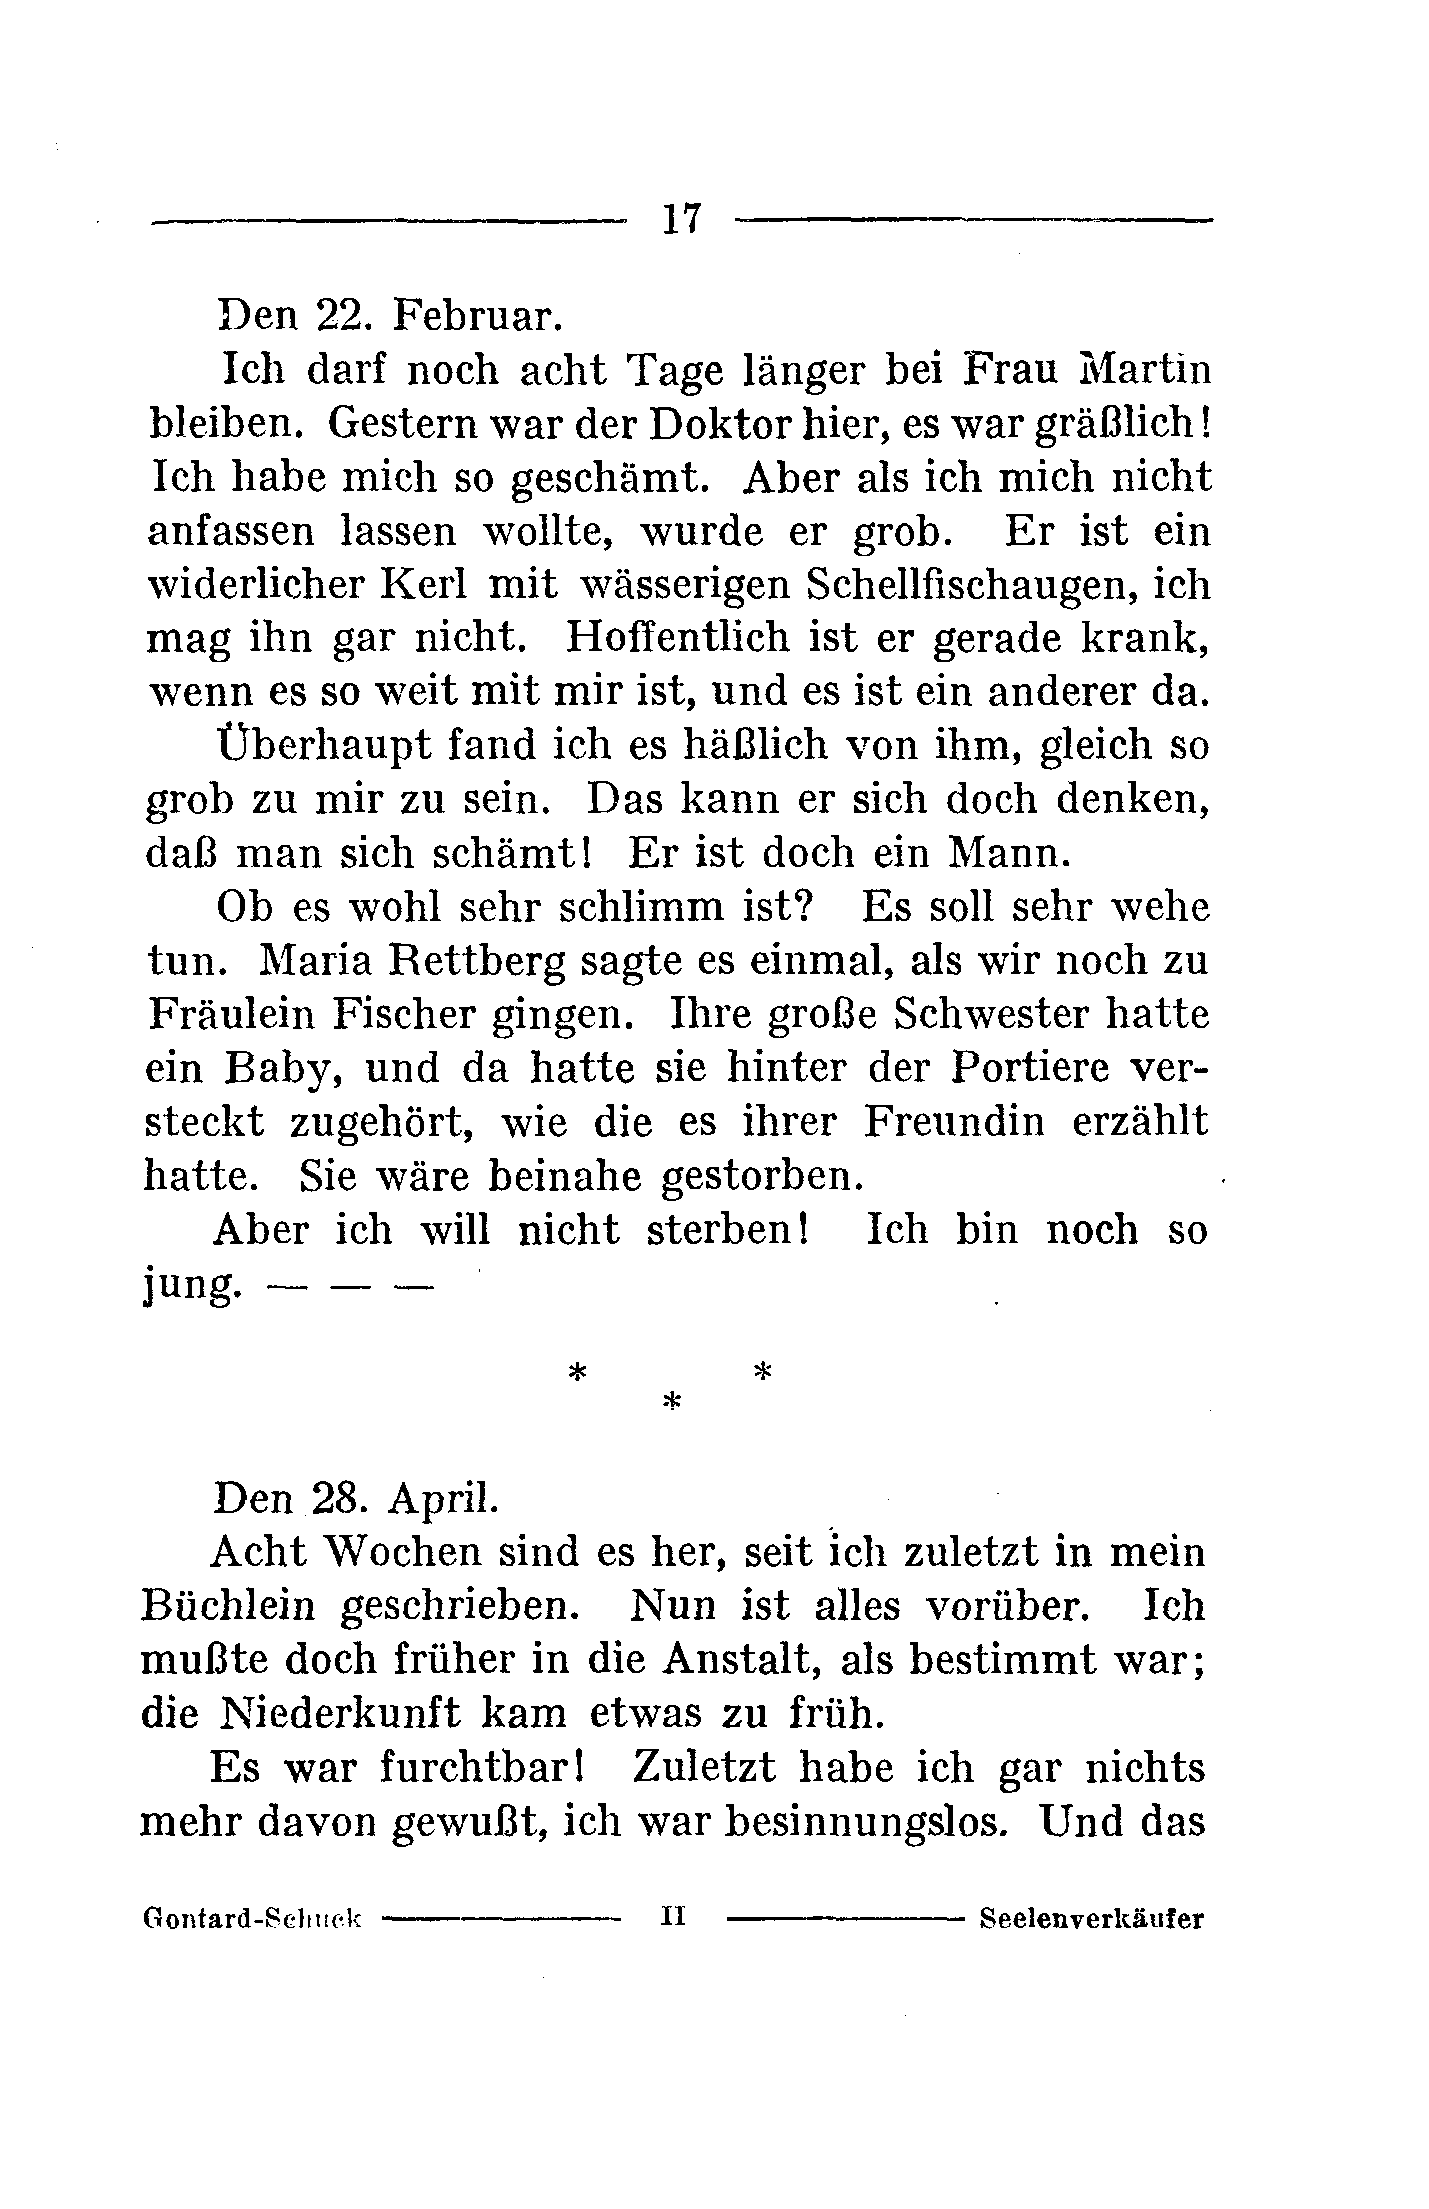 17
Den 22. Februar.
Ich darf noch acht Tage länger bei Frau Martin
bleiben. Gestern war der Doktor hier, es war gräßlich!
Ich habe mich so geschämt. Aber als ich mich nicht
anfassen lassen wollte, wurde er grob. Er ist ein
widerlicher Kerl mit wässerigen Schellfischaugen, ich
mag ihn gar nicht. Hoffentlich ist er gerade krank,
wenn es so weit mit mir ist, und es ist ein anderer da.
Überhaupt fand ich es häßlich von ihm, gleich so
grob zu mir zu sein. Das kann er sich doch denken,
daß man sich schämt! Er ist doch ein Mann.
Ob es wohl sehr schlimm ist? Es soll sehr wehe
tun. Maria Rettberg sagte es einmal, als wir noch zu
Fräulein Fischer gingen. Ihre große Schwester hatte
ein Baby, und da hatte sie hinter der Portiere ver-
steckt zugehört, wie die es ihrer Freundin erzählt
hatte. Sie wäre beinahe gestorben.
Aber ich will nicht sterben! Ich bin noch so
jung. — — —
* *
*
Den 28. April.
Acht Wochen sind es her, seit ich zuletzt in mein
Büchlein geschrieben. Nun ist alles vorüber. Ich
mußte doch früher in die Anstalt, als bestimmt war;
die Niederkunft kam etwas zu früh.
Es war furchtbar! Zuletzt habe ich gar nichts
mehr davon gewußt, ich war besinnungslos. Und das
Gontard-Schuck II Seelenverkäufer